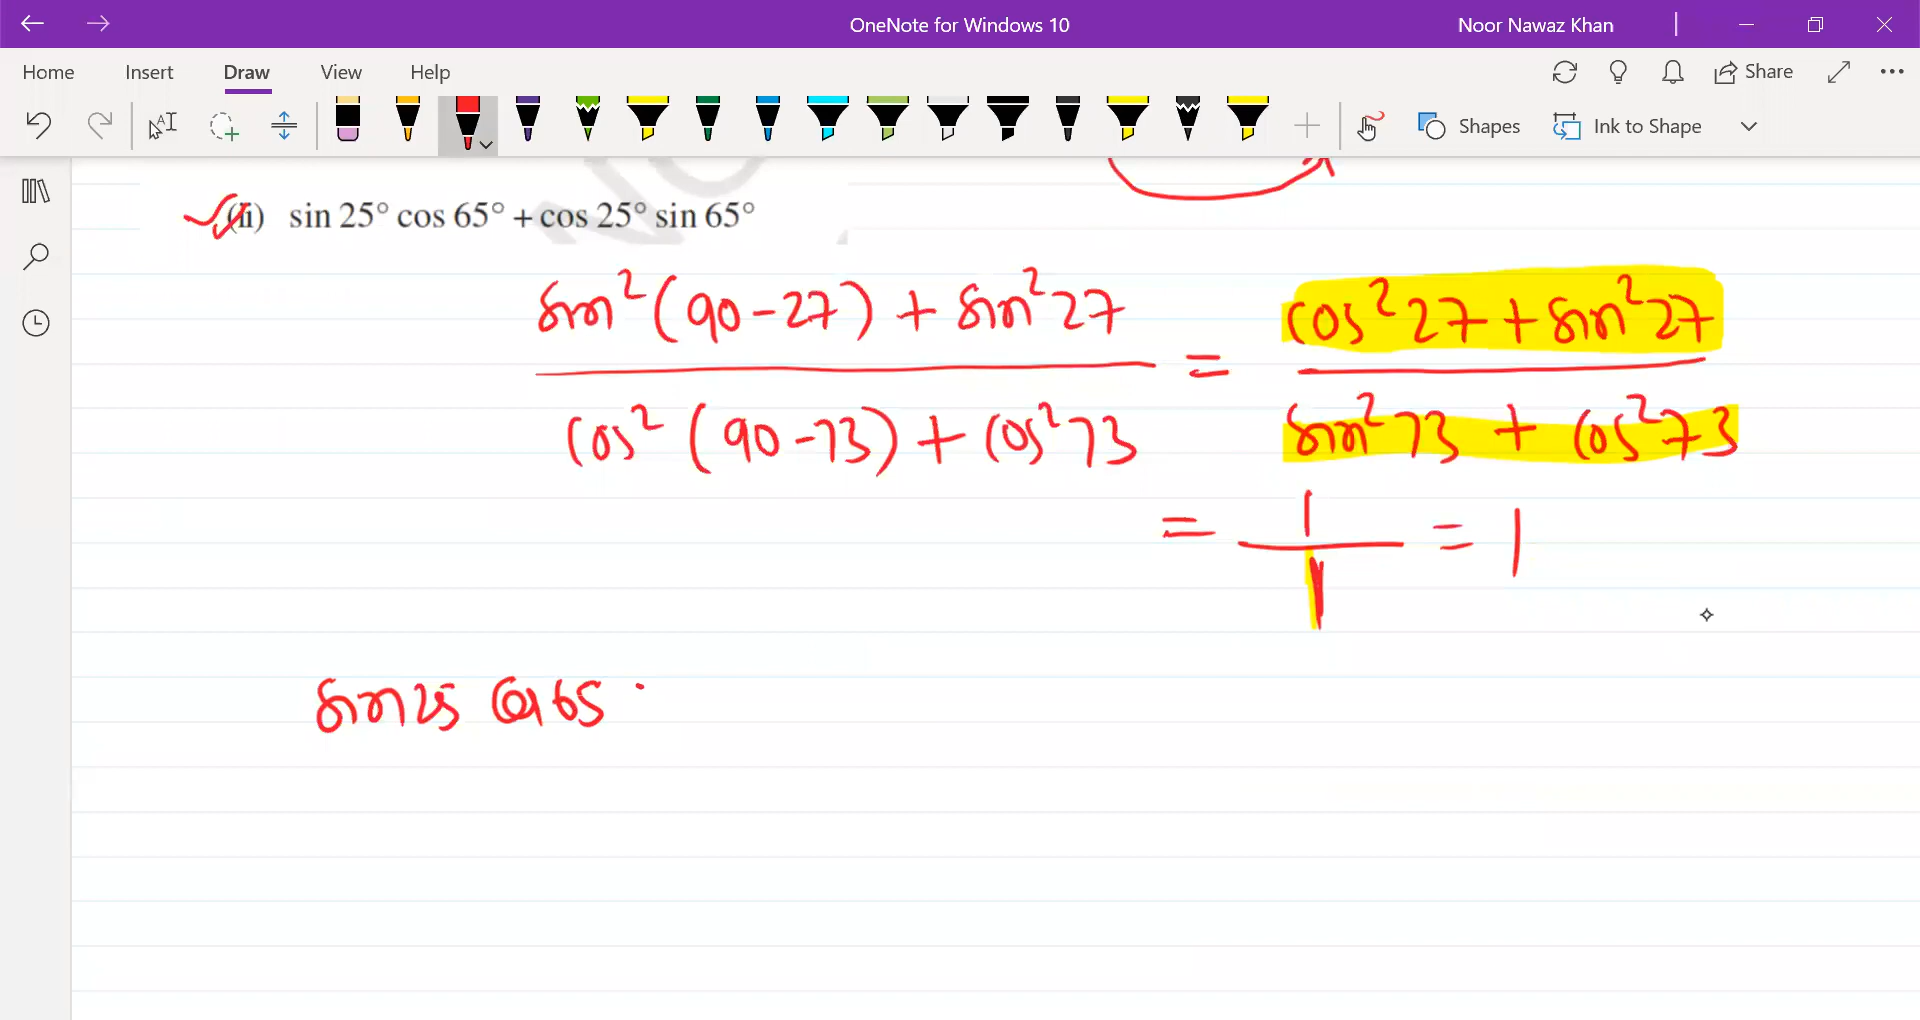 OneNote for Windows 10
Noor Nawaz Khan
Home Insert Draw View Help
Share
Shapes Ink to Shape
(ii) sin 25° cos 65° + cos 25° sin 65°
sin²(90-27) + sin²27 / cos²(90-73) + cos²73 = cos²27 + sin²27 / sin²73 + cos²73
= 1/1 = 1
sin25 cos65